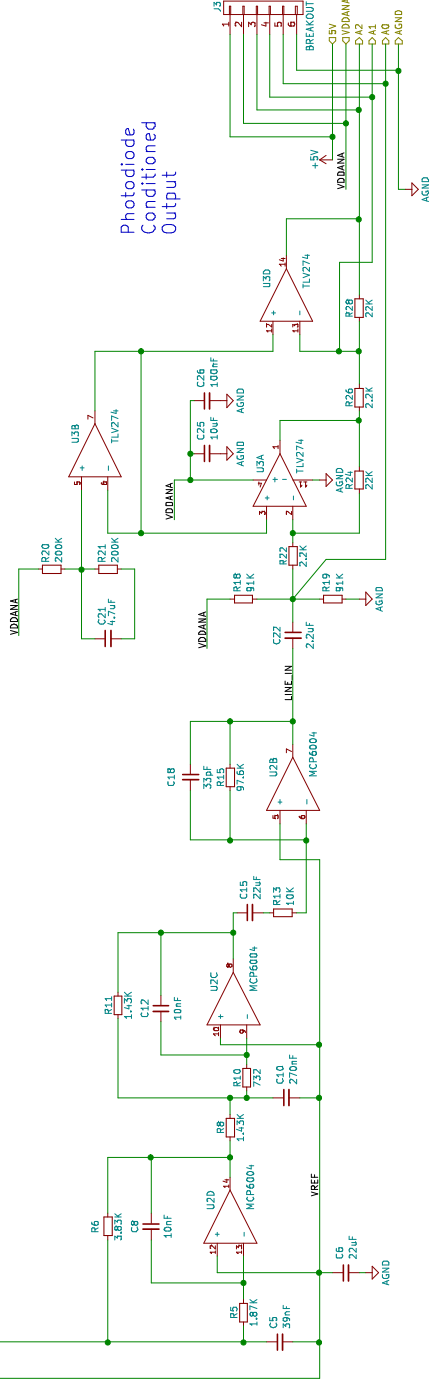 J3
BREAKOUT
1
2
3
4
5
6
5V
VDDANA
A2
A1
A0
AGND
+5V
VDDANA
AGND
Photodiode
Conditioned
Output
U3D
TLV274
12
13
14
+
-
R28
22K
R26
2.2K
R24
22K
C26
100nF
AGND
C25
10uF
AGND
VDDANA
U3A
TLV274
3
2
1
4
11
+
-
AGND
U3B
TLV274
5
6
7
+
-
R20
200K
R21
200K
C21
4.7uF
VDDANA
R22
2.2K
R18
91K
R19
91K
AGND
VDDANA
C22
2.2uF
LINE_IN
C18
33pF
R15
97.6K
U2B
MCP6004
5
6
7
+
-
C15
22uF
R13
10K
R11
1.43K
C12
10nF
U2C
MCP6004
10
9
8
+
-
R10
732
C10
270nF
R8
1.43K
VREF
R6
3.83K
C8
10nF
U2D
MCP6004
12
13
14
+
-
R5
1.87K
C5
39nF
C6
22uF
AGND